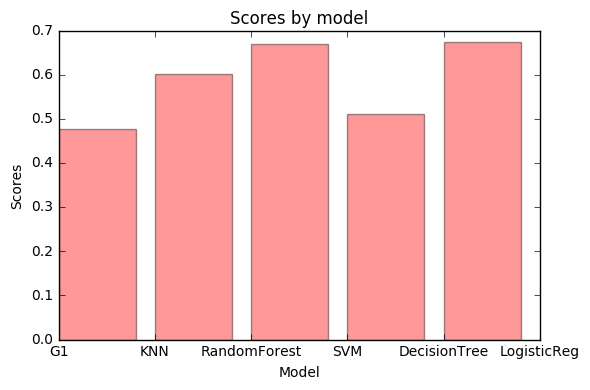 Scores by model
0.7
0.6
0.5
0.4
0.3
0.2
0.1
0.0
Scores
G1 KNN RandomForest SVM DecisionTree LogisticReg
Model